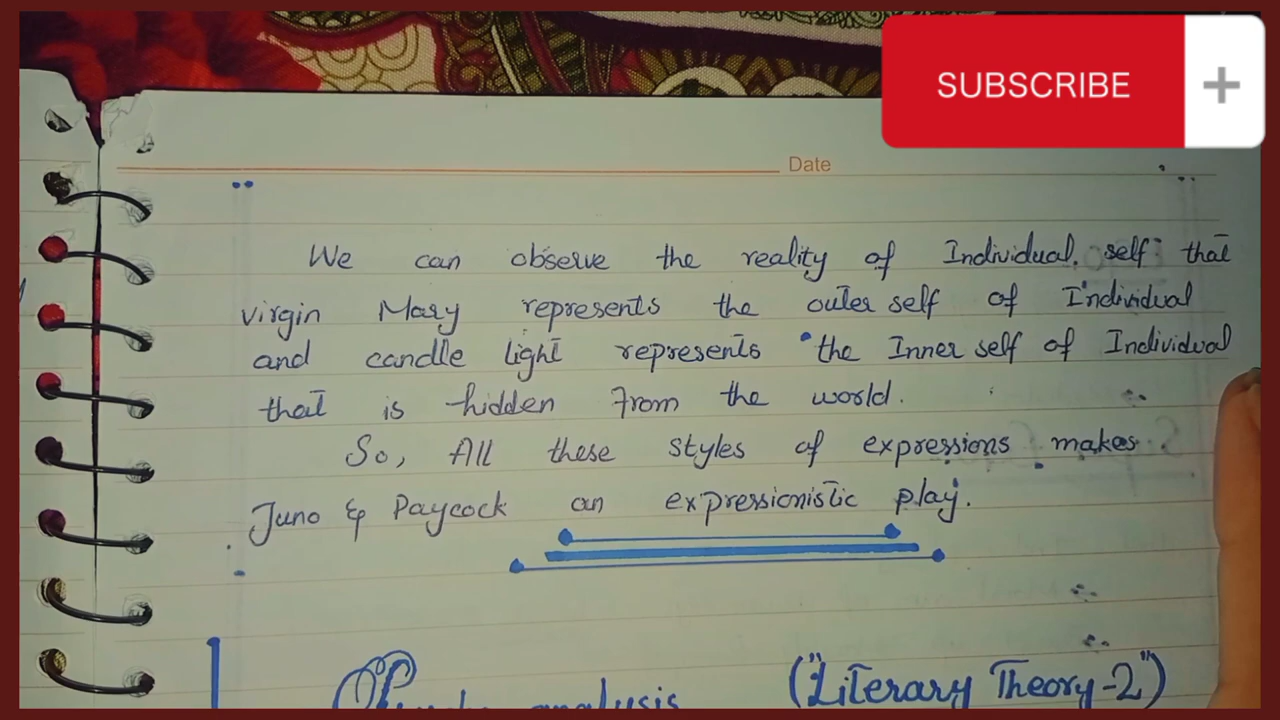 SUBSCRIBE +
Date
We can observe the reality of Individual. self that
virgin Mary represents the outer self of Individual
and candle light represents the Inner self of Individual
that is hidden from the world.
So, All these styles of expressions makes
Juno & Paycock an expressionistic play.
analysis ("Literary Theory-2")